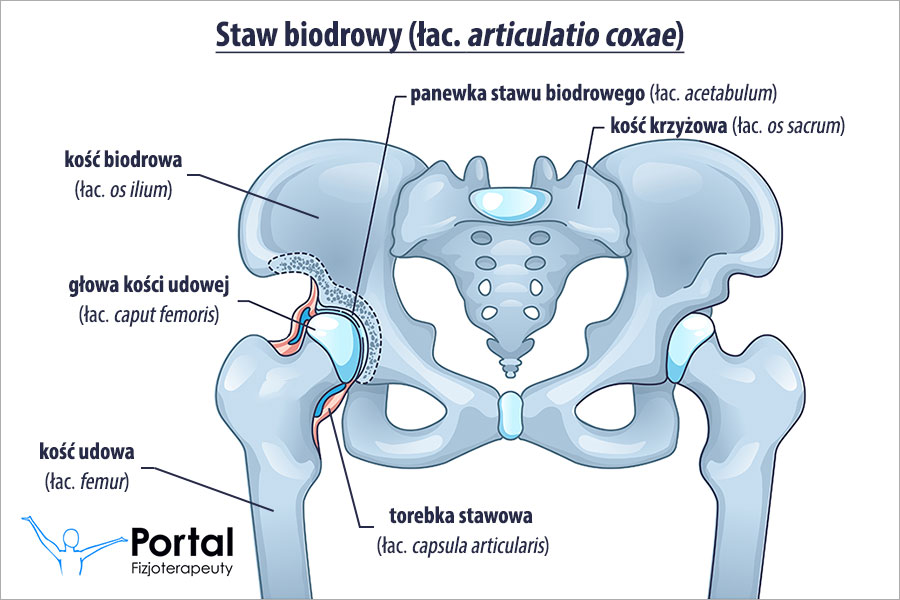 Staw biodrowy (łac. articulatio coxae)
panewka stawu biodrowego (łac. acetabulum)
kość krzyżowa (łac. os sacrum)
kość biodrowa
(łac. os ilium)
głowa kości udowej
(łac. caput femoris)
kość udowa
(łac. femur)
torebka stawowa
(łac. capsula articularis)
Portal
Fizjoterapeuty